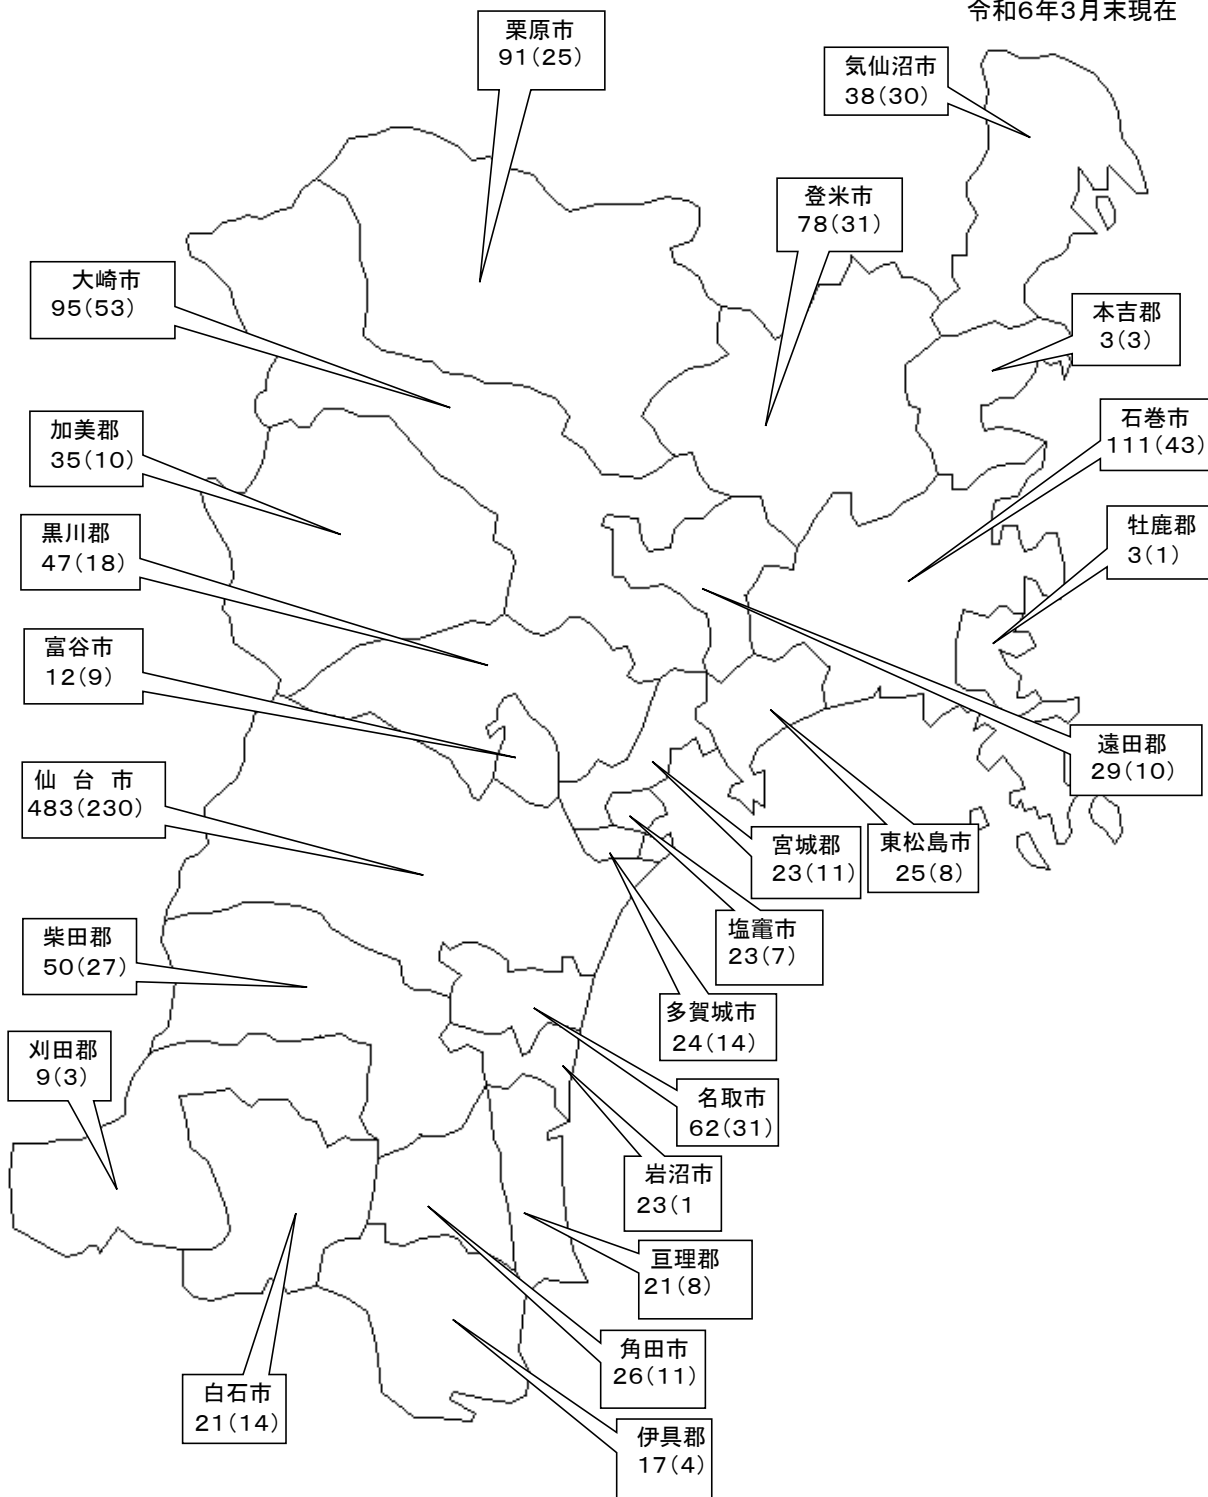 令和6年3月末現在
栗原市
91(25)
気仙沼市
38(30)
登米市
78(31)
大崎市
95(53)
本吉郡
3(3)
加美郡
35(10)
石巻市
111(43)
黒川郡
47(18)
牡鹿郡
3(1)
富谷市
12(9)
遠田郡
29(10)
仙 台 市
483(230)
宮城郡
23(11)
東松島市
25(8)
塩竈市
23(7)
柴田郡
50(27)
多賀城市
24(14)
刈田郡
9(3)
名取市
62(31)
岩沼市
23(1
亘理郡
21(8)
角田市
26(11)
白石市
21(14)
伊具郡
17(4)